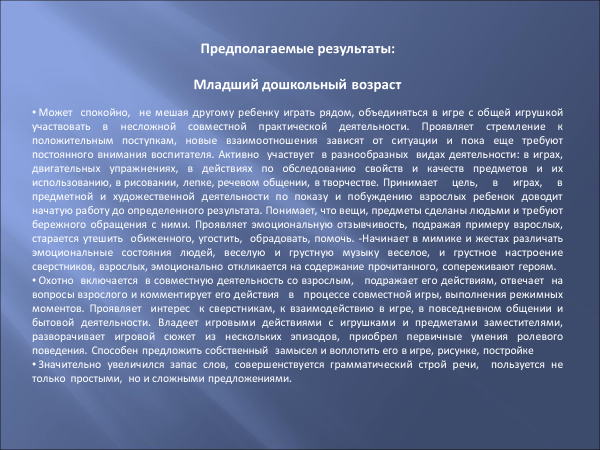 Предполагаемые результаты:
Младший дошкольный возраст
• Может спокойно, не мешая другому ребенку играть рядом, объединяться в игре с общей игрушкой
участвовать в несложной совместной практической деятельности. Проявляет стремление к
положительным поступкам, новые взаимоотношения зависят от ситуации и пока еще требуют
постоянного внимания воспитателя. Активно участвует в разнообразных видах деятельности: в играх,
двигательных упражнениях, в действиях по обследованию свойств и качеств предметов и их
использованию, в рисовании, лепке, речевом общении, в творчестве. Принимает цель, в играх, в
предметной и художественной деятельности по показу и побуждению взрослых ребенок доводит
начатую работу до определенного результата. Понимает, что вещи, предметы сделаны людьми и требуют
бережного обращения с ними. Проявляет эмоциональную отзывчивость, подражая примеру взрослых,
старается утешить обиженного, угостить, обрадовать, помочь. -Начинает в мимике и жестах различать
эмоциональные состояния людей, веселую и грустную музыку веселое, и грустное настроение
сверстников, взрослых, эмоционально откликается на содержание прочитанного, сопереживают героям.
• Охотно включается в совместную деятельность со взрослым, подражает его действиям, отвечает на
вопросы взрослого и комментирует его действия в процессе совместной игры, выполнения режимных
моментов. Проявляет интерес к сверстникам, к взаимодействию в игре, в повседневном общении и
бытовой деятельности. Владеет игровыми действиями с игрушками и предметами заместителями,
разворачивает игровой сюжет из нескольких эпизодов, приобрел первичные умения ролевого
поведения. Способен предложить собственный замысел и воплотить его в игре, рисунке, постройке
• Значительно увеличился запас слов, совершенствуется грамматический строй речи, пользуется не
только простыми, но и сложными предложениями.